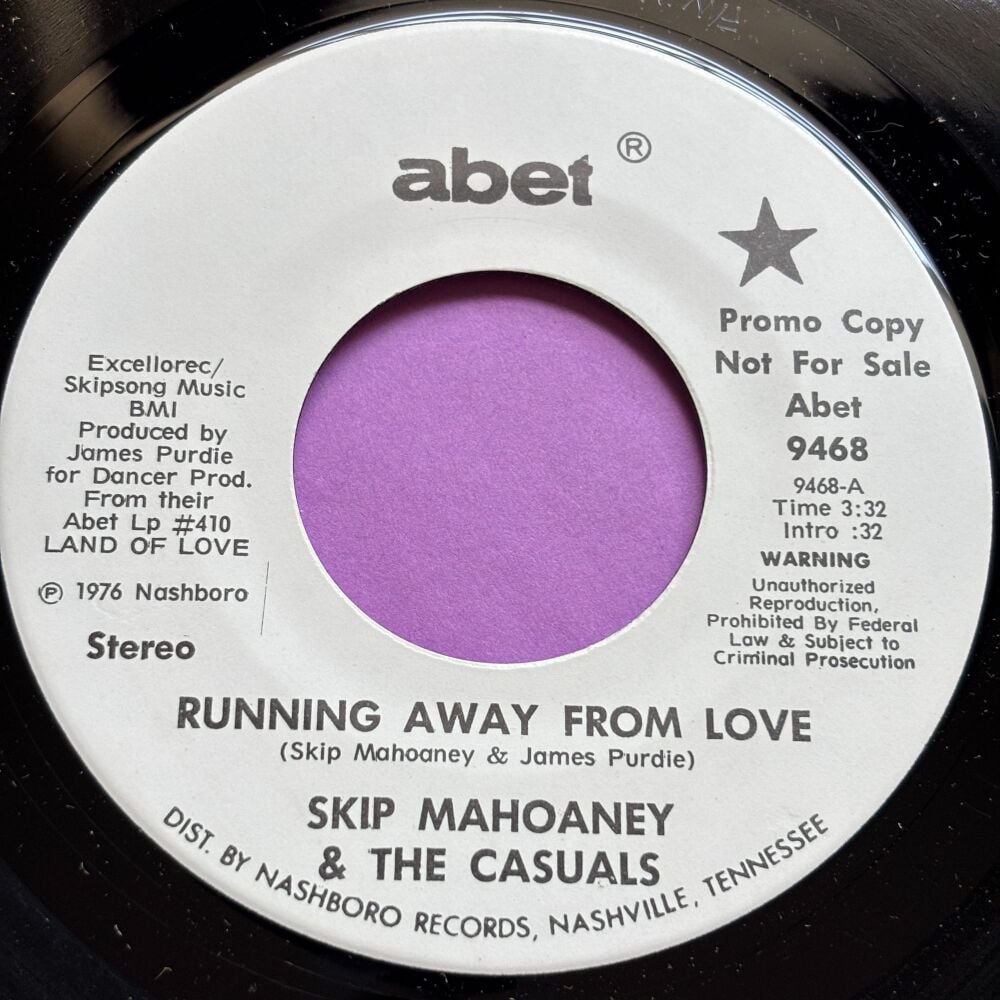 abet ®
Promo Copy
Not For Sale
Abet
9468
9468-A
Time 3:32
Intro :32
WARNING
Unauthorized
Reproduction,
Prohibited By Federal
Law & Subject to
Criminal Prosecution
Excellorec/
Skipsong Music
BMI
Produced by
James Purdie
for Dancer Prod.
From their
Abet Lp #410
LAND OF LOVE
℗ 1976 Nashboro
Stereo
RUNNING AWAY FROM LOVE
(Skip Mahoaney & James Purdie)
SKIP MAHOANEY
& THE CASUALS
DIST. BY NASHBORO RECORDS, NASHVILLE, TENNESSEE